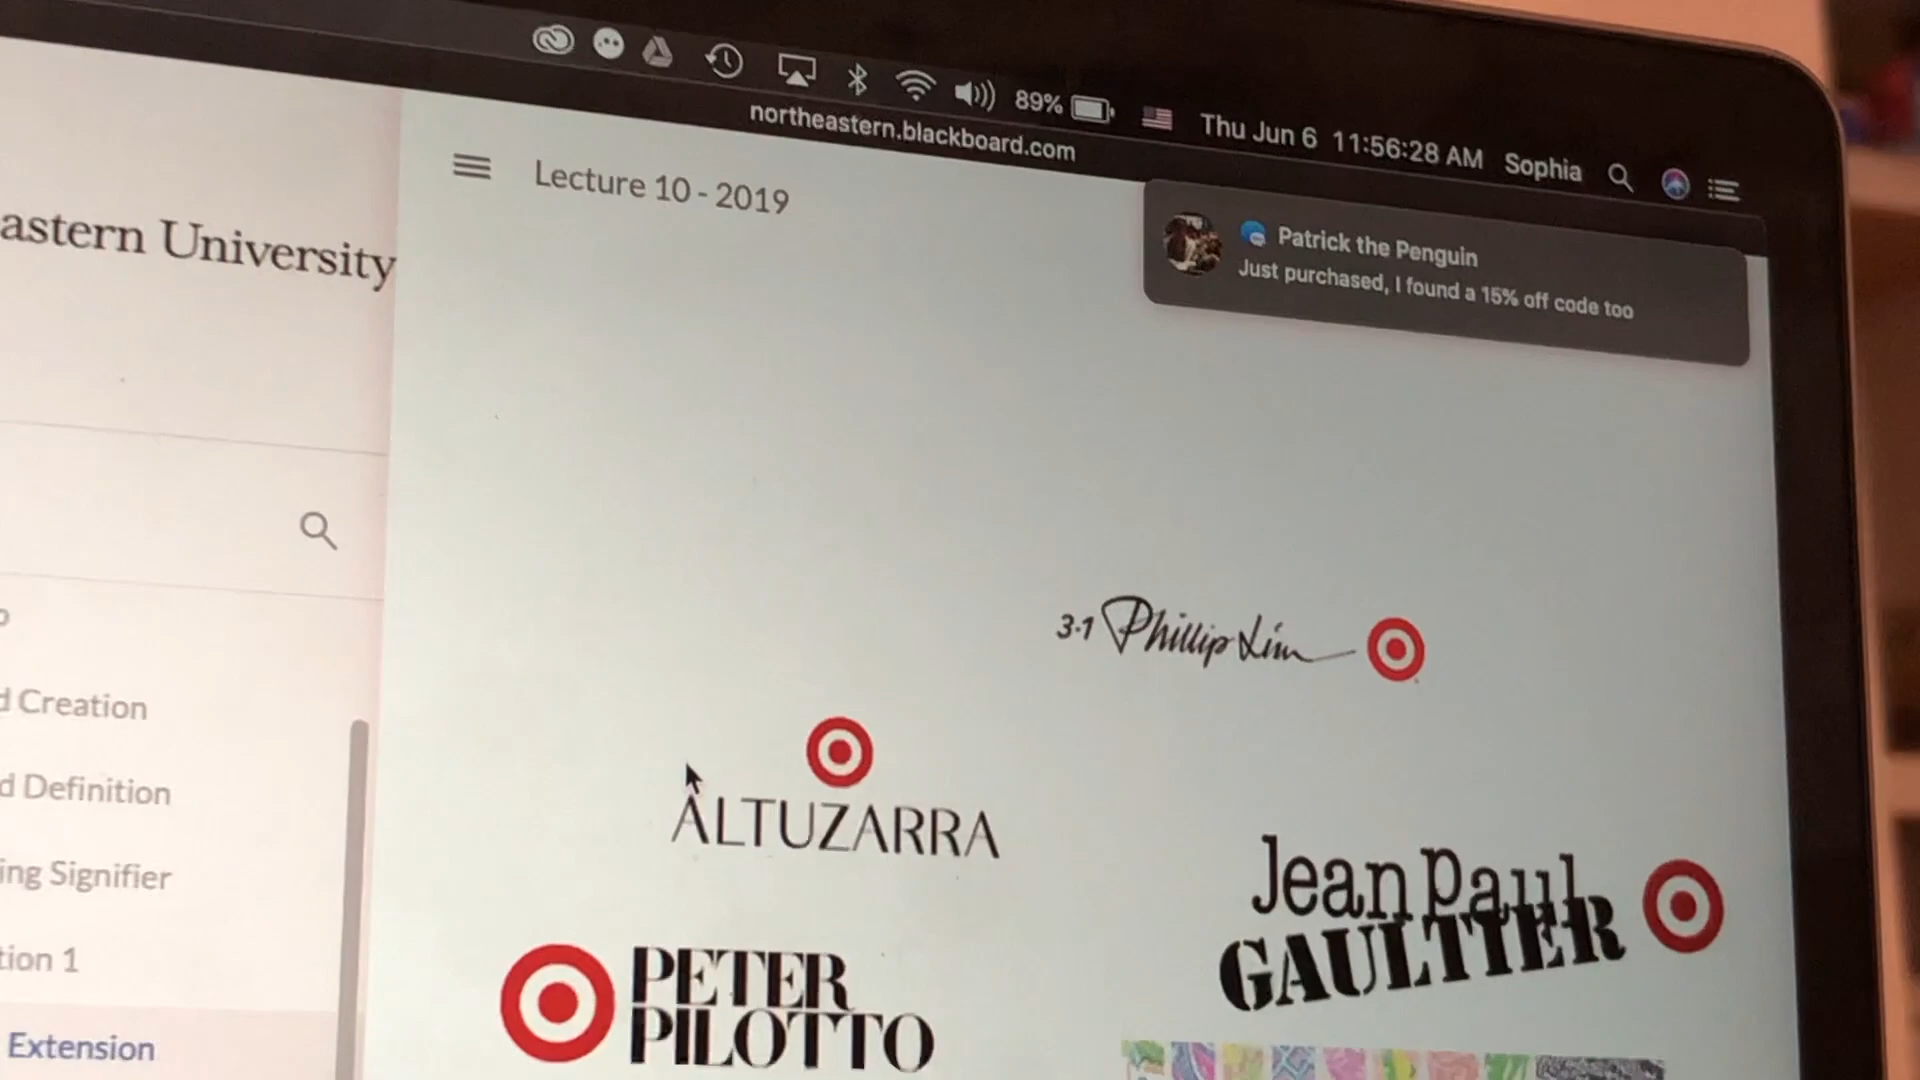 89%
Thu Jun 6 11:56:28 AM Sophia
northeastern.blackboard.com
Lecture 10 - 2019
Patrick the Penguin
Just purchased, I found a 15% off code too
astern University
3.1 Phillip Lim
ALTUZARRA
Jean Paul
GAULTIER
PETER
PILOTTO
d Creation
d Definition
ing Signifier
tion 1
Extension